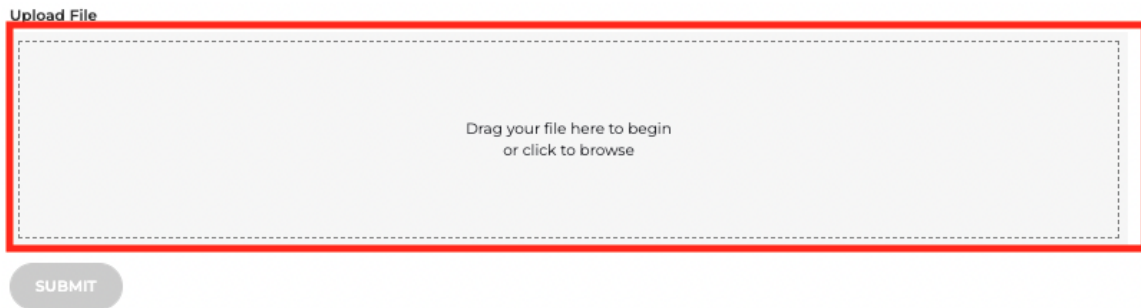 Upload File
Drag your file here to begin
or click to browse
SUBMIT